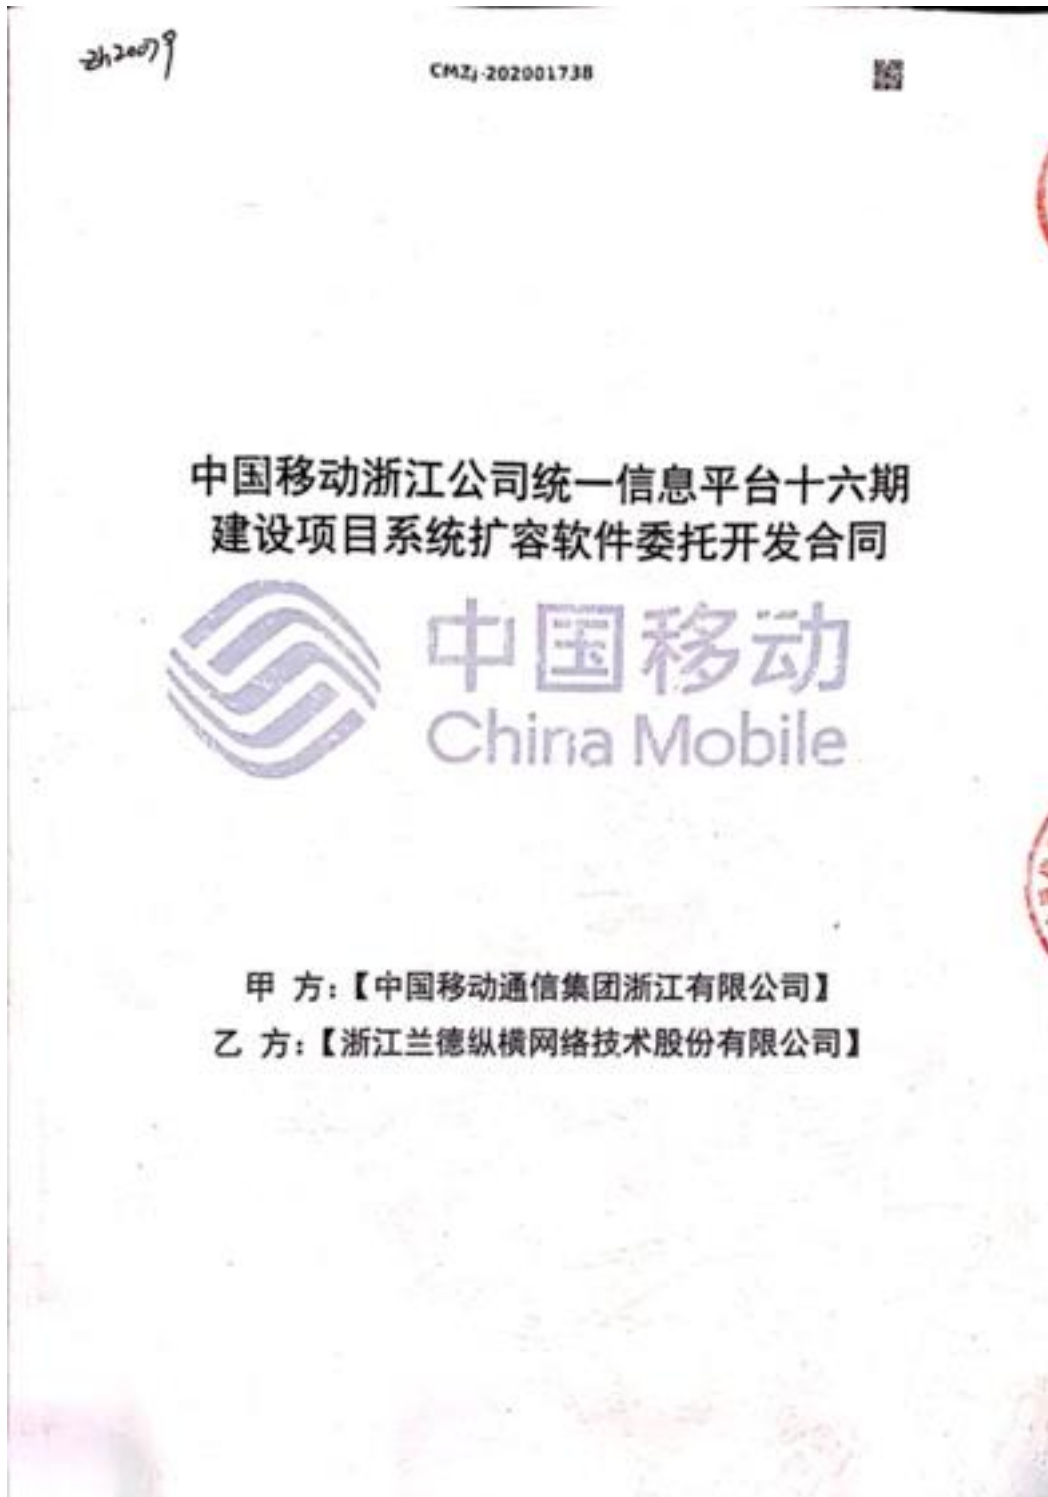 zh20079
CMZj-202001738
中国移动浙江公司统一信息平台十六期
建设项目系统扩容软件委托开发合同
中国移动
China Mobile
甲 方：【中国移动通信集团浙江有限公司】
乙 方：【浙江兰德纵横网络技术股份有限公司】